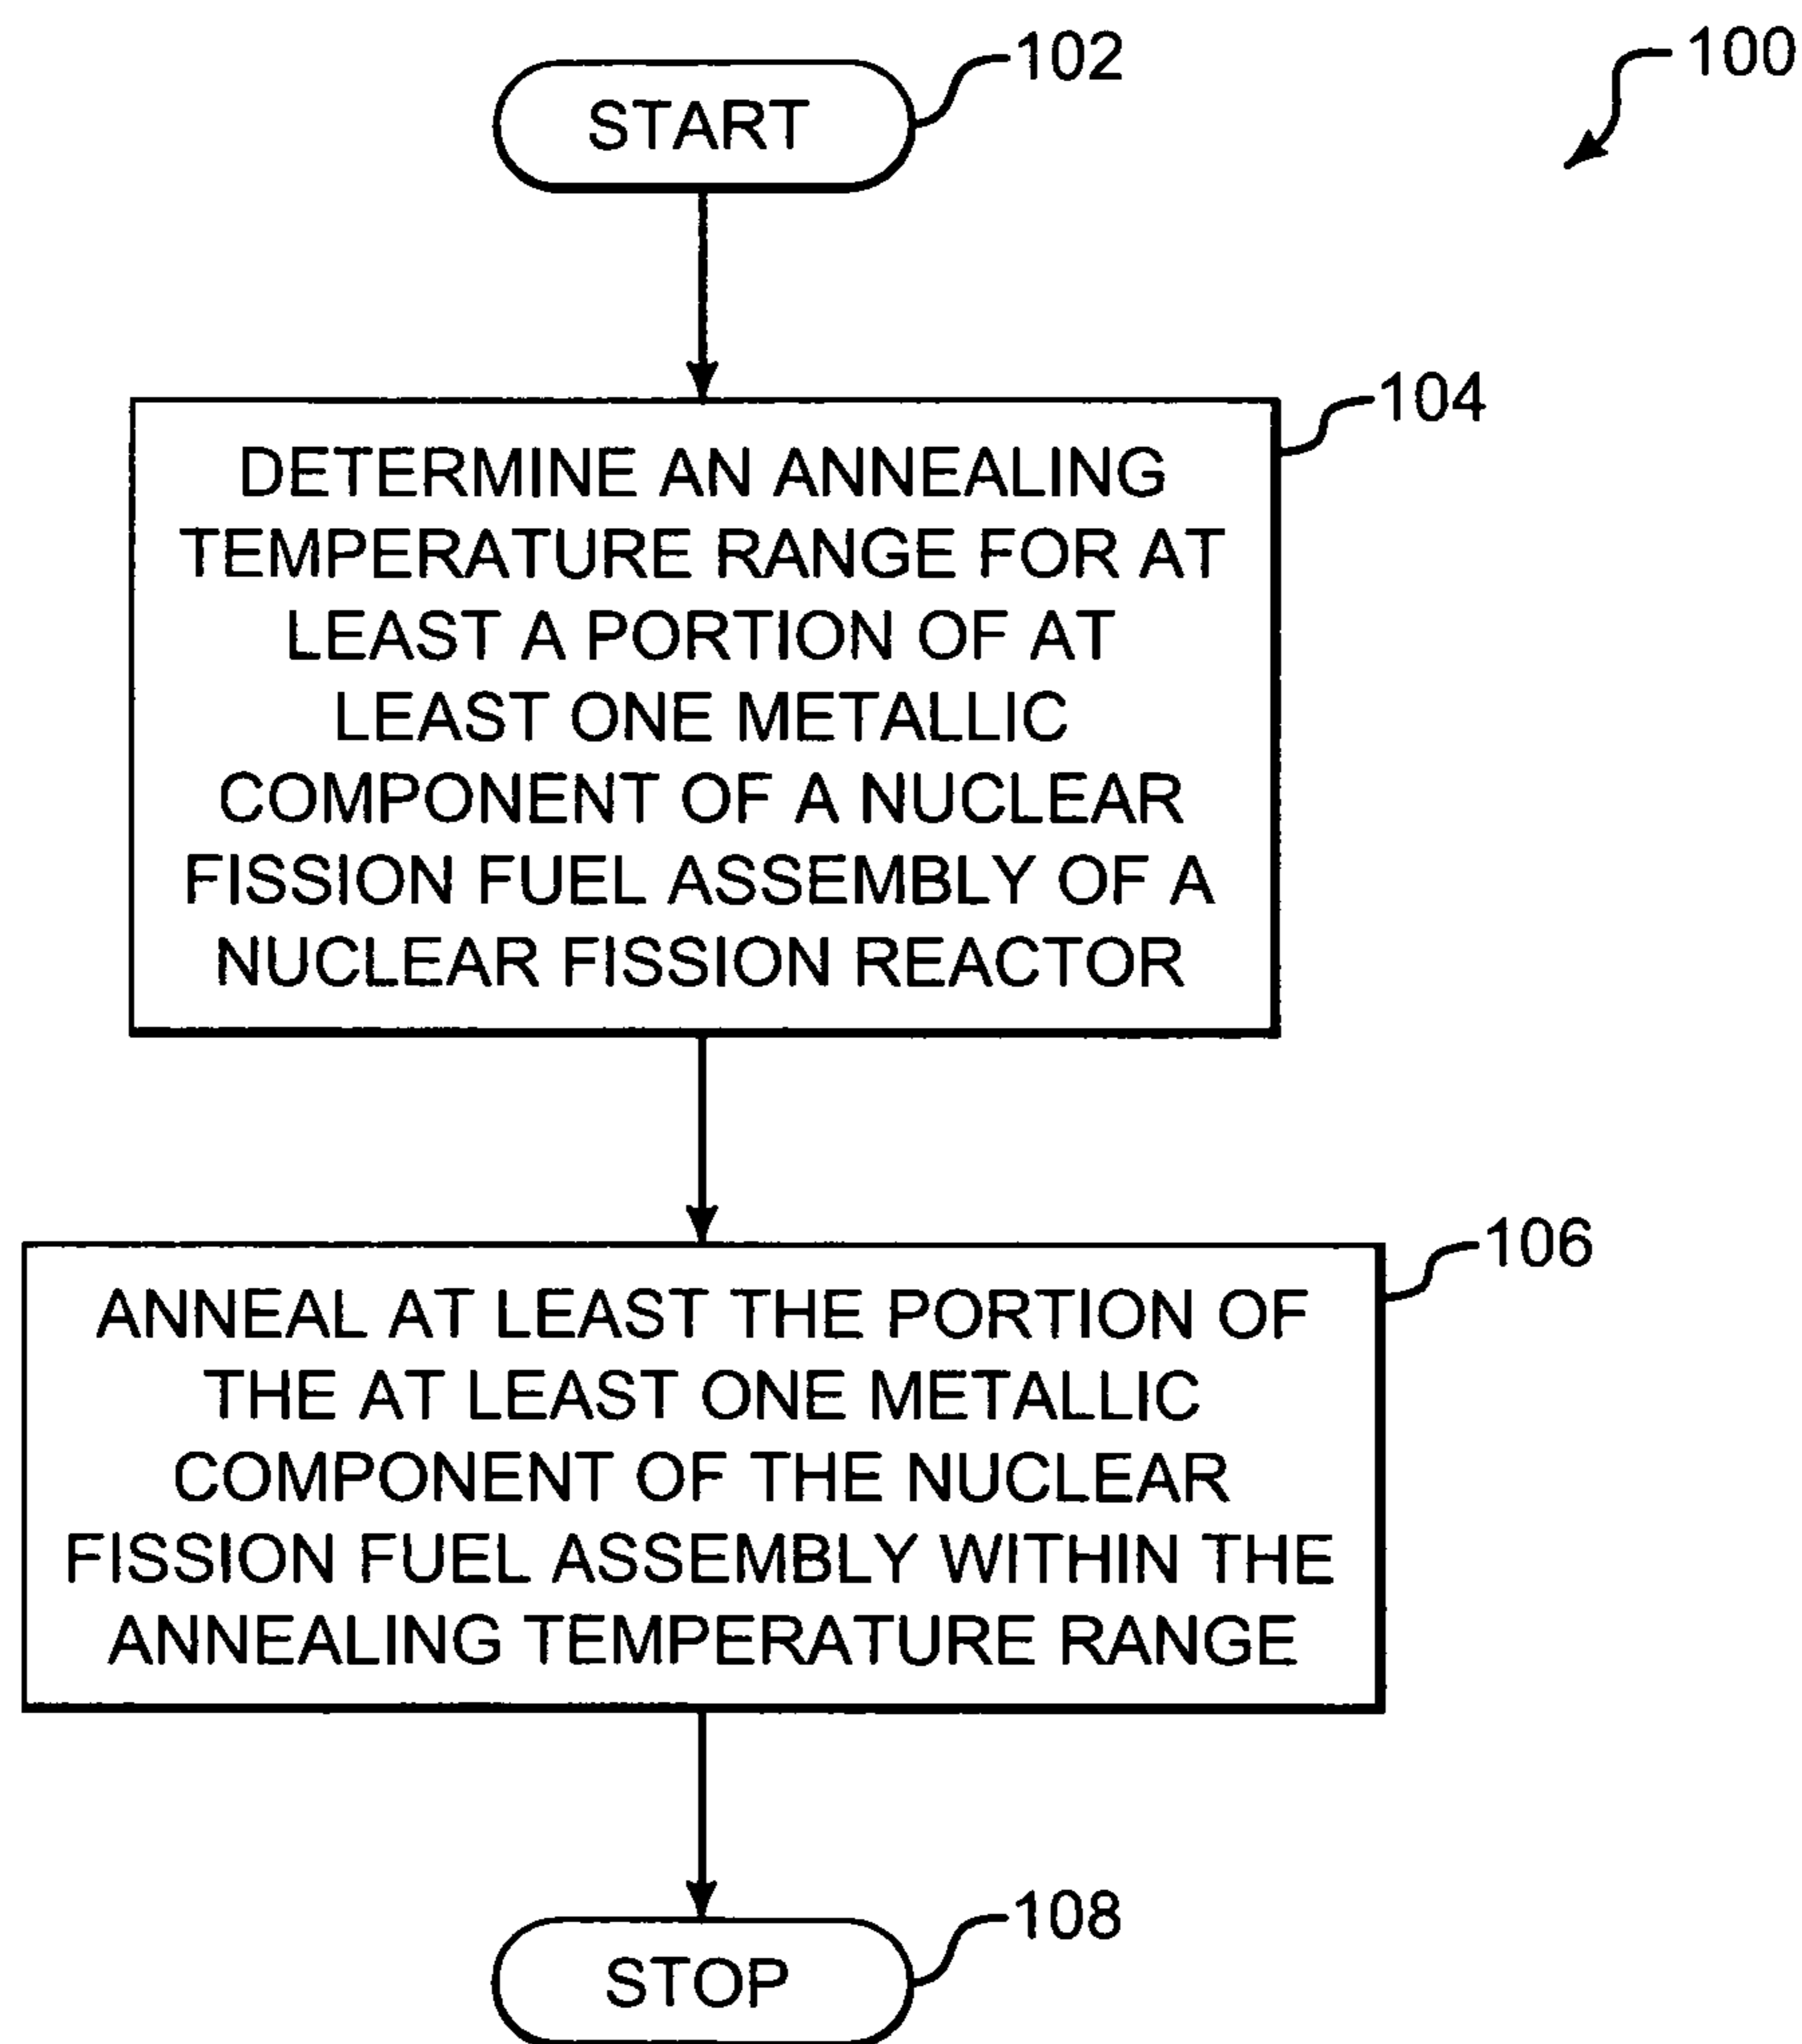 102
100
START
104
DETERMINE AN ANNEALING
TEMPERATURE RANGE FOR AT
LEAST A PORTION OF AT
LEAST ONE METALLIC
COMPONENT OF A NUCLEAR
FISSION FUEL ASSEMBLY OF A
NUCLEAR FISSION REACTOR
106
ANNEAL AT LEAST THE PORTION OF
THE AT LEAST ONE METALLIC
COMPONENT OF THE NUCLEAR
FISSION FUEL ASSEMBLY WITHIN THE
ANNEALING TEMPERATURE RANGE
108
STOP